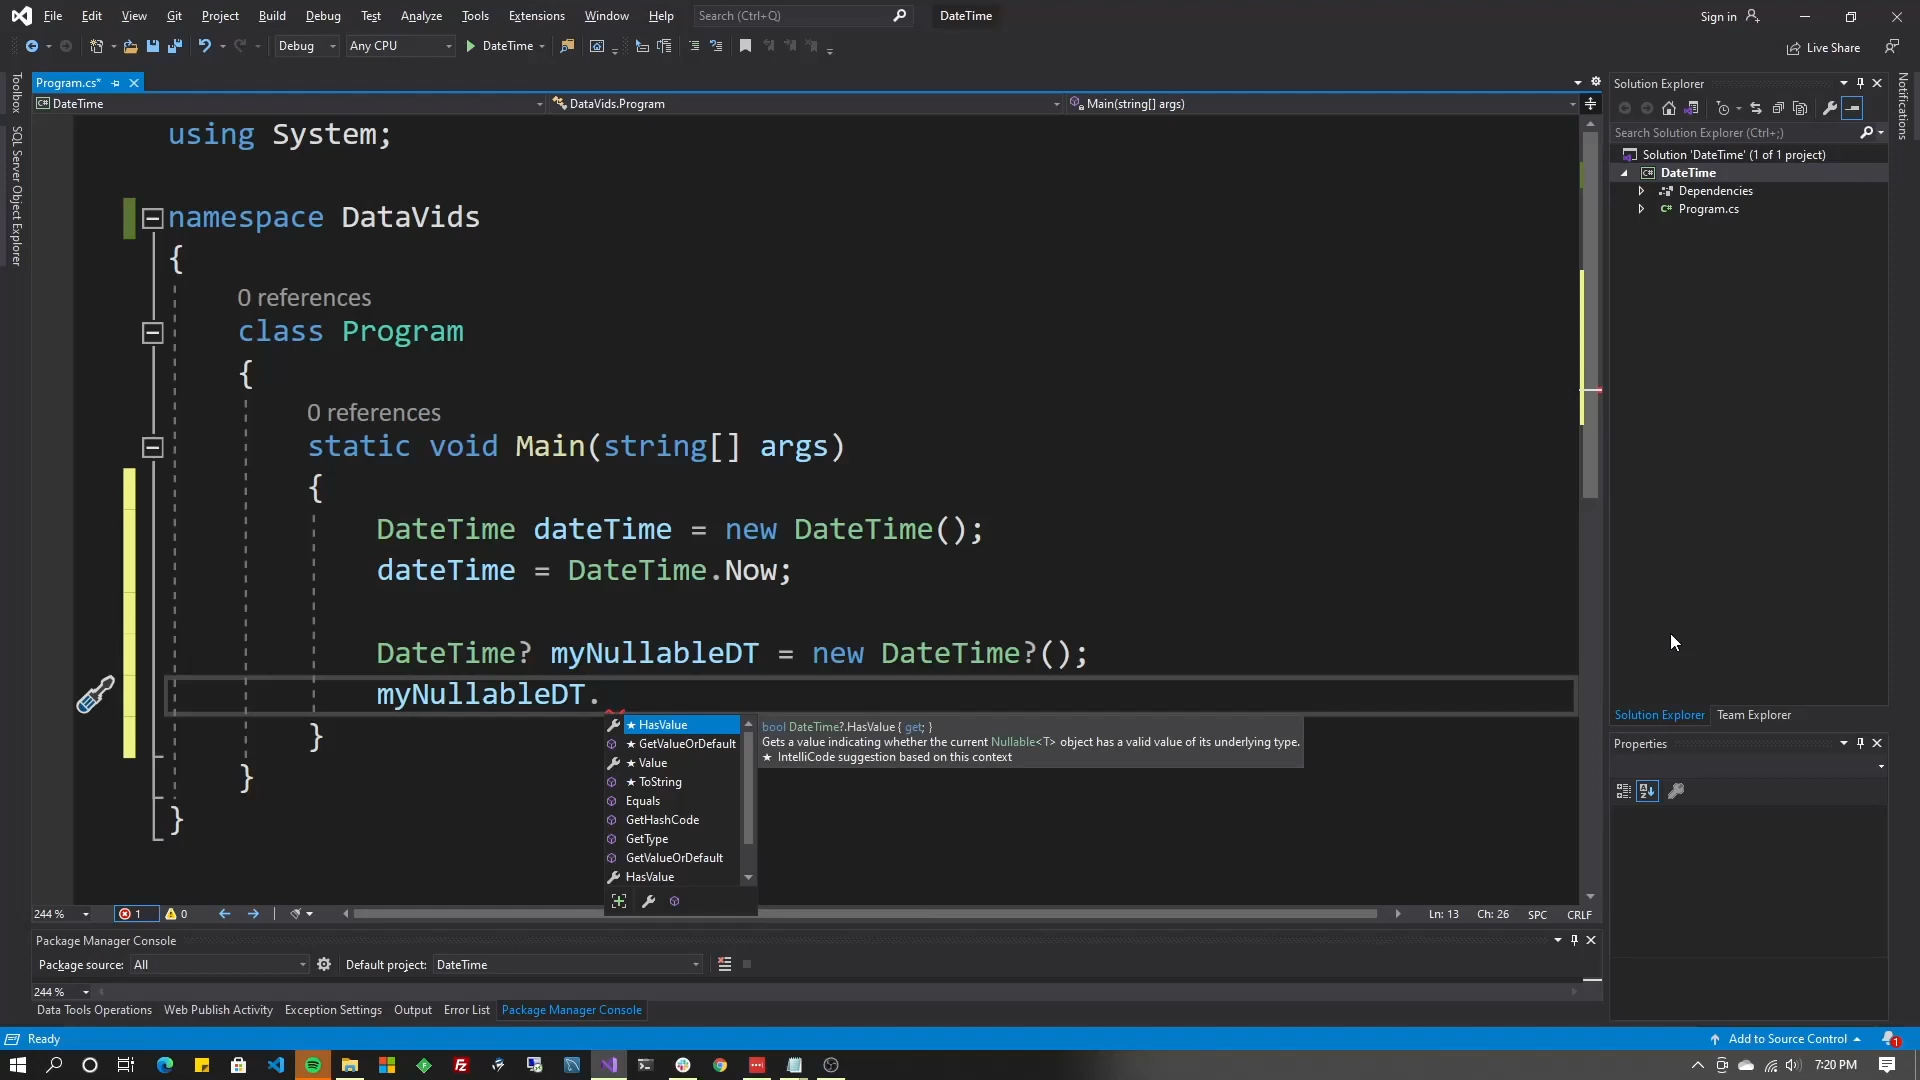 File Edit View Git Project Build Debug Test Analyze Tools Extensions Window Help Search (Ctrl+Q) DateTime Sign in
Debug Any CPU DateTime Live Share
Program.cs*
DateTime DataVids.Program Main(string[] args)
Toolbox
SQL Server Object Explorer
using System;
namespace DataVids
{
0 references
class Program
{
0 references
static void Main(string[] args)
{
DateTime dateTime = new DateTime();
dateTime = DateTime.Now;
DateTime? myNullableDT = new DateTime?();
myNullableDT.
}
}
}
★ HasValue
★ GetValueOrDefault
★ Value
★ ToString
Equals
GetHashCode
GetType
GetValueOrDefault
HasValue
bool DateTime?.HasValue { get; }
Gets a value indicating whether the current Nullable<T> object has a valid value of its underlying type.
★ IntelliCode suggestion based on this context
244 % 1 0 Ln: 13 Ch: 26 SPC CRLF
Package Manager Console
Package source: All Default project: DateTime
244 %
Data Tools Operations Web Publish Activity Exception Settings Output Error List Package Manager Console
Solution Explorer
Search Solution Explorer (Ctrl+;)
Solution 'DateTime' (1 of 1 project)
C# DateTime
Dependencies
C# Program.cs
Solution Explorer Team Explorer
Properties
Notifications
Ready Add to Source Control 1
7:20 PM